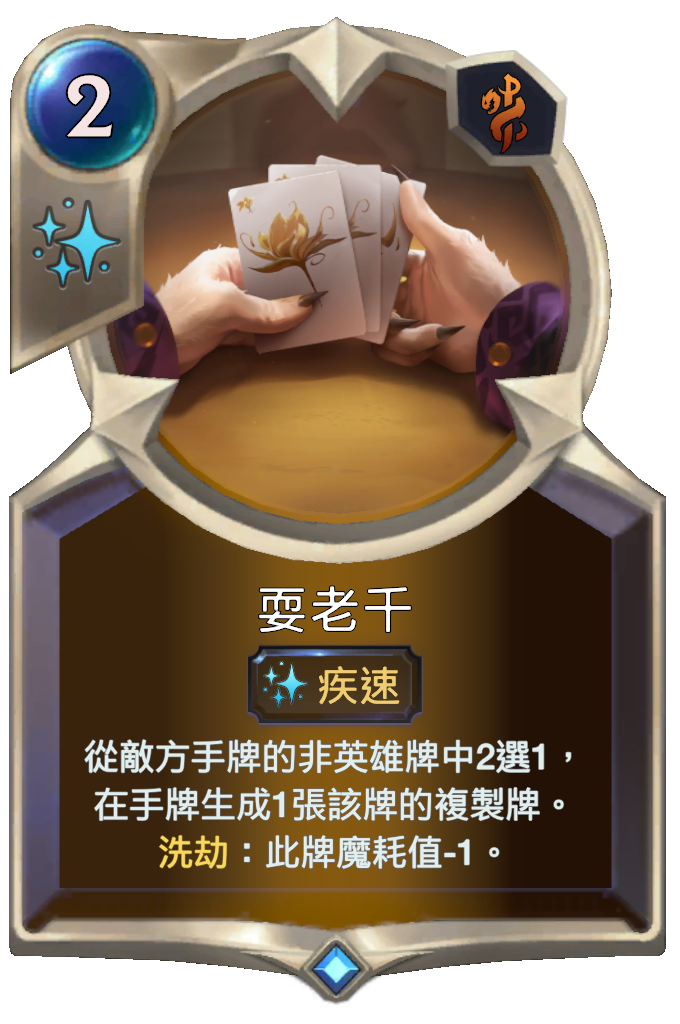 2
耍老千
疾速
從敵方手牌的非英雄牌中2選1，
在手牌生成1張該牌的複製牌。
洗劫：此牌魔耗值-1。